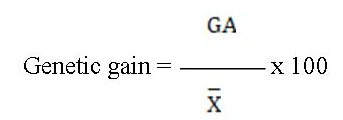 GA
Genetic gain = ——— x 100
X̅